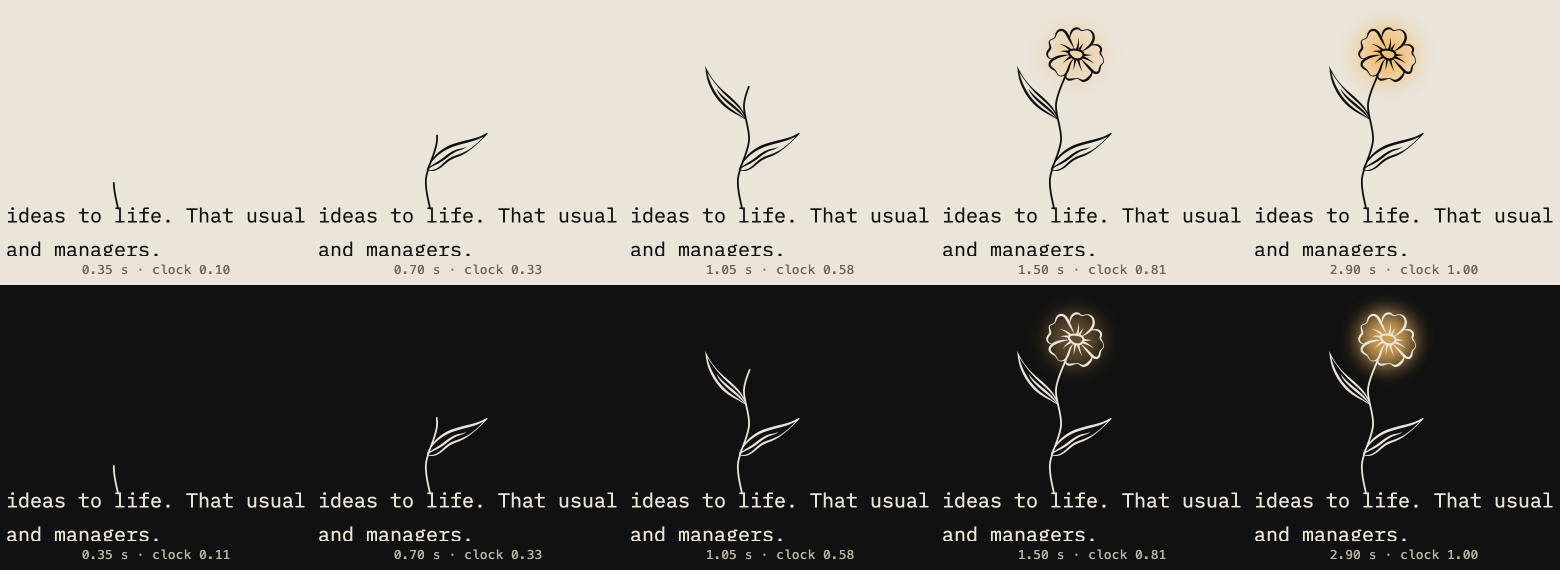 ideas to life. That usual ideas to life. That usual ideas to life. That usual ideas to life. That usual ideas to life. That usual
and managers. and managers. and managers. and managers. and managers.
0.35 s · clock 0.10 0.70 s · clock 0.33 1.05 s · clock 0.58 1.50 s · clock 0.81 2.90 s · clock 1.00
ideas to life. That usual ideas to life. That usual ideas to life. That usual ideas to life. That usual ideas to life. That usual
and managers. and managers. and managers. and managers. and managers.
0.35 s · clock 0.11 0.70 s · clock 0.33 1.05 s · clock 0.58 1.50 s · clock 0.81 2.90 s · clock 1.00